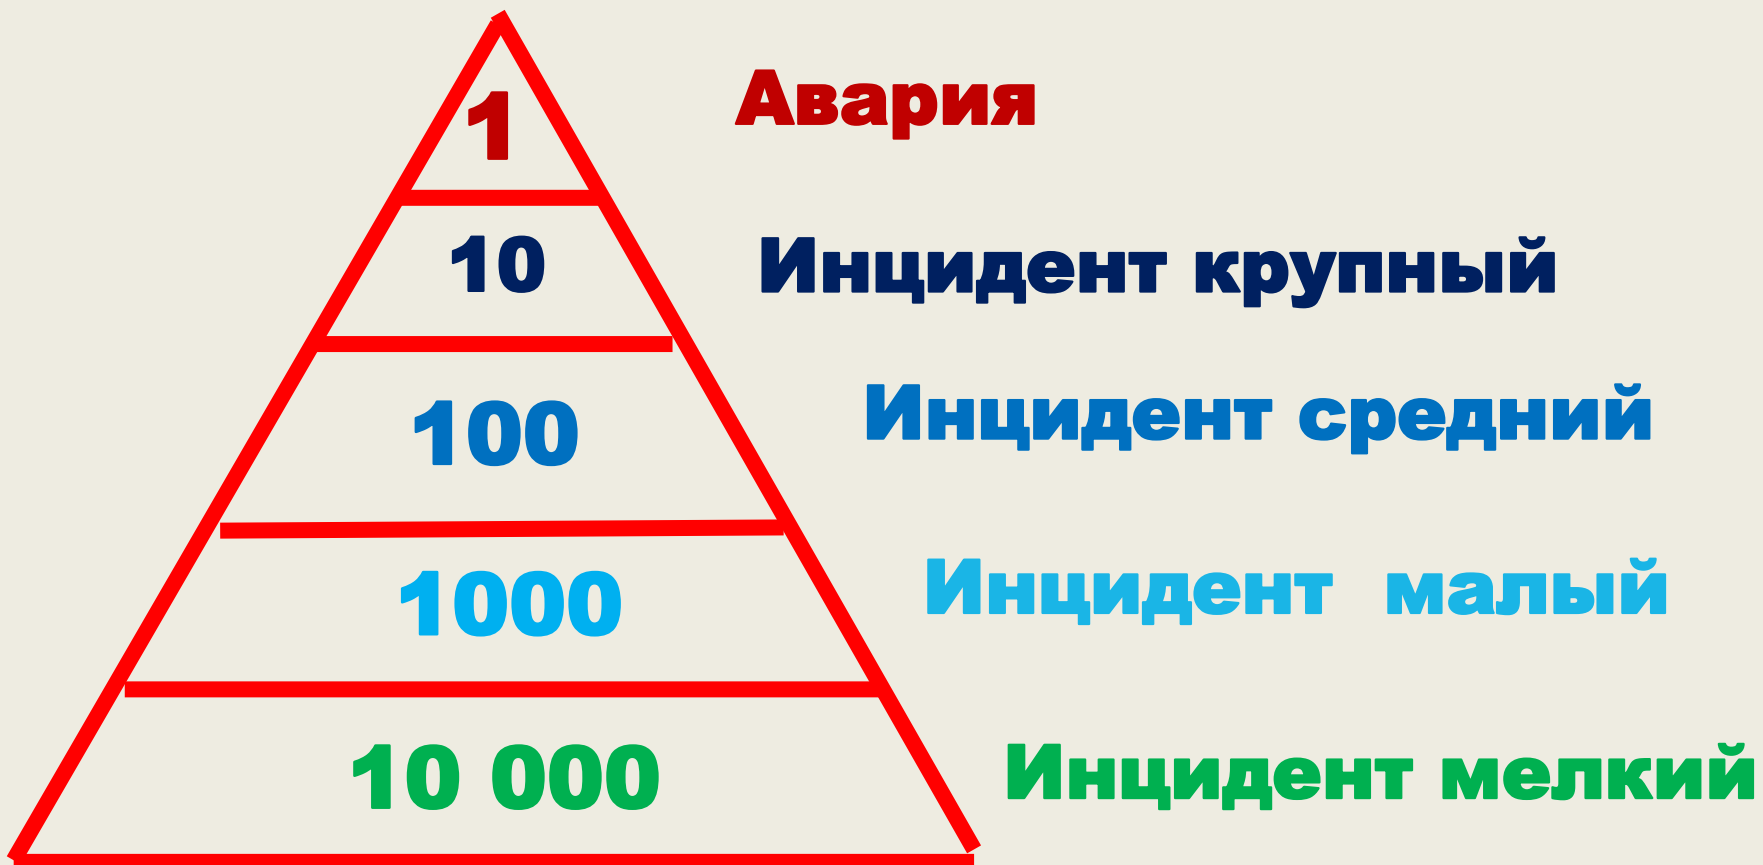 1 Авария
10 Инцидент крупный
100 Инцидент средний
1000 Инцидент малый
10 000 Инцидент мелкий